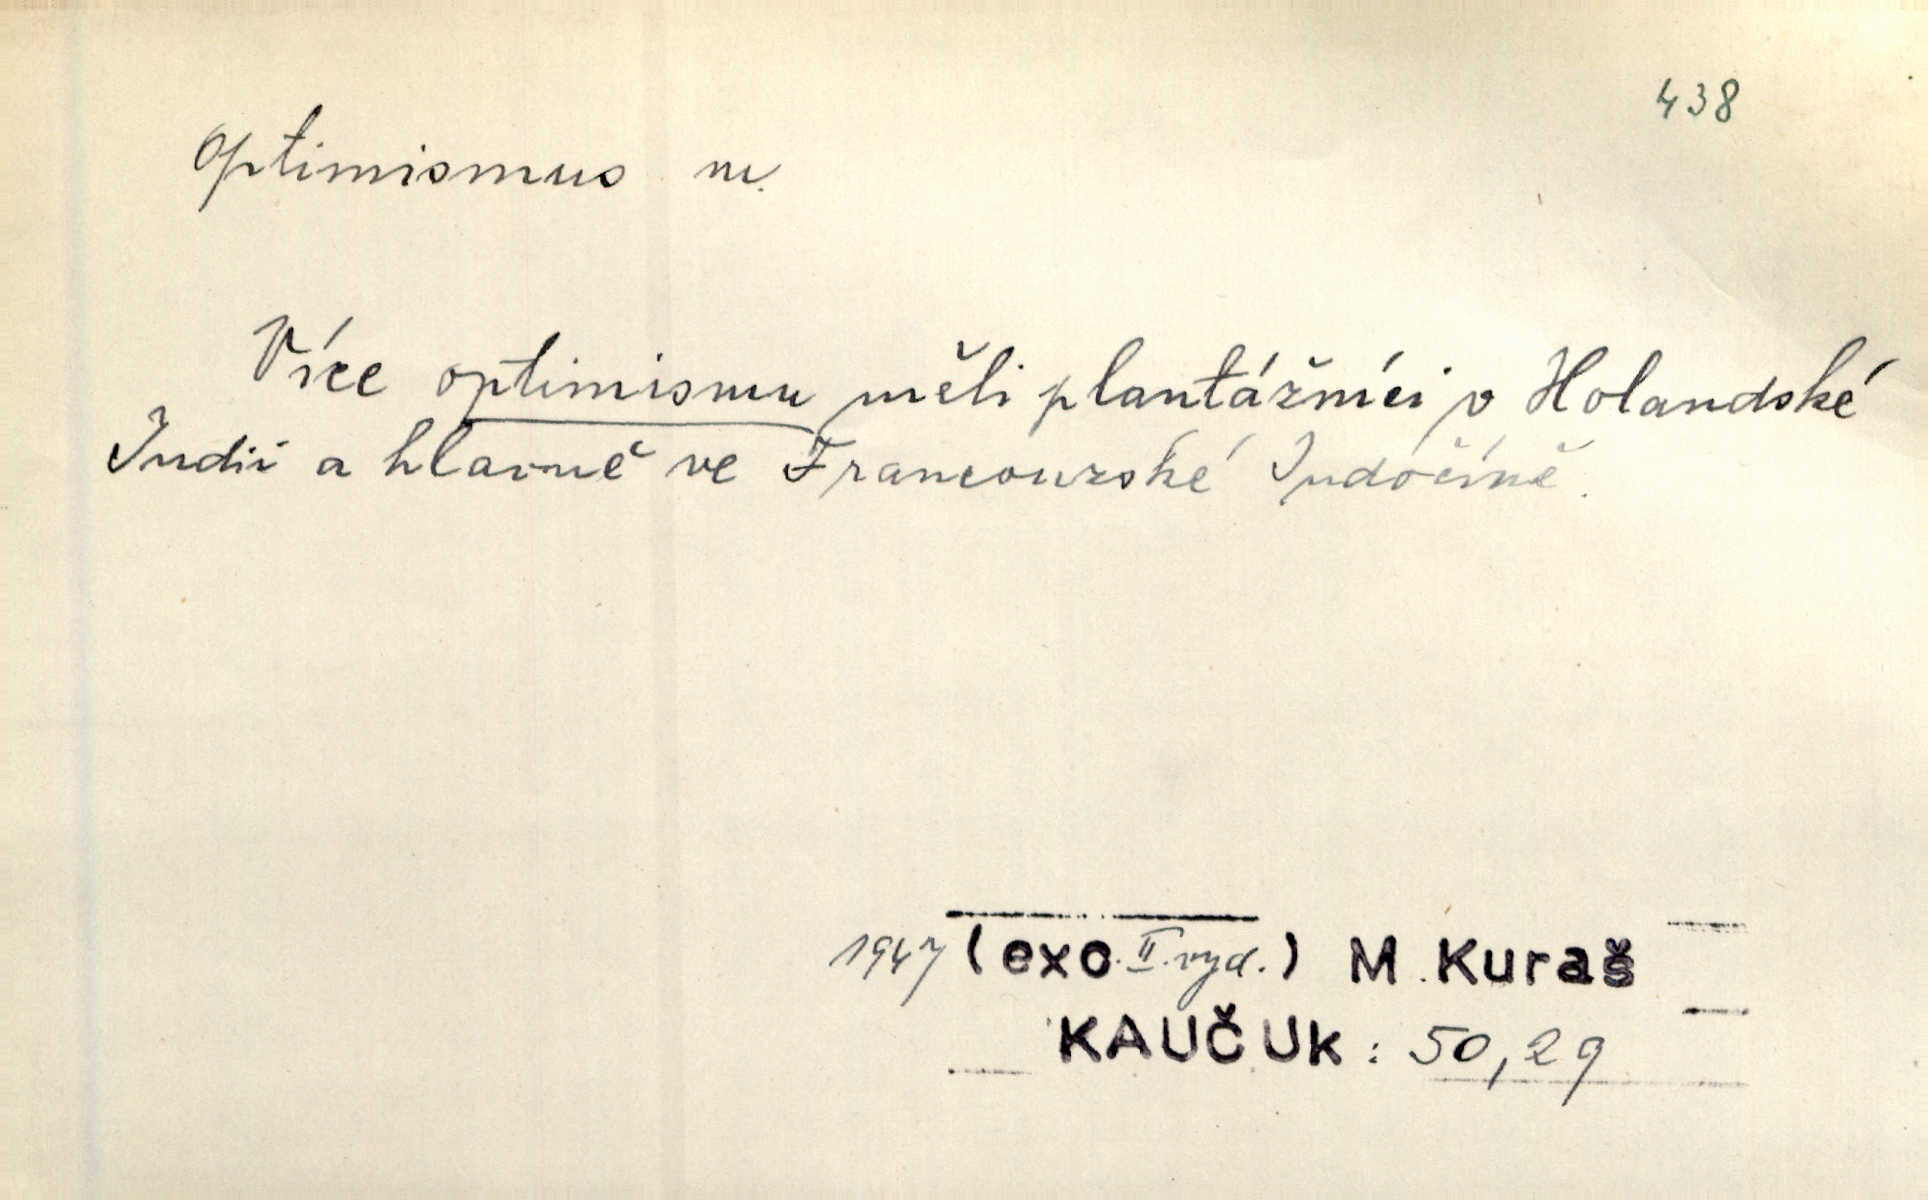 438
Optimismus m.
Více optimismu měli plantážníci v Holandské
Indii a hlavně ve Francouzské Indočíně.
1947 (exc. II. vyd.) M. Kuraš
KAUČUK: 50,29